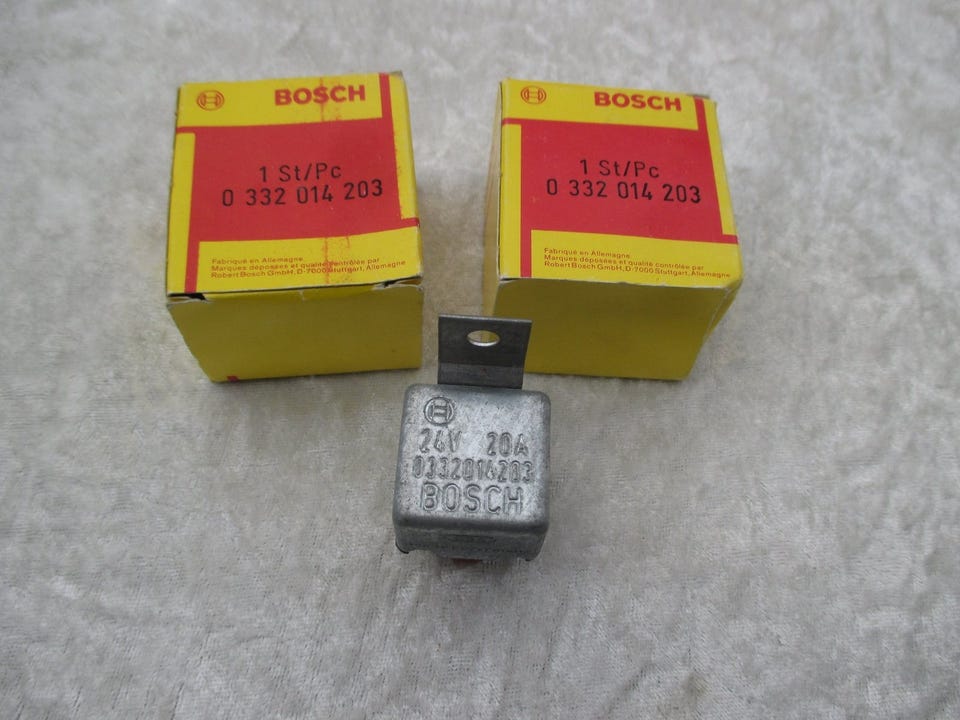 BOSCH
1 St/Pc
0 332 014 203
Fabriqué en Allemagne
Marques déposées et qualité contrôlée par
Robert Bosch GmbH, D-7000 Stuttgart, Allemagne
BOSCH
1 St/Pc
0 332 014 203
Fabriqué en Allemagne
Marques déposées et qualité contrôlée par
Robert Bosch GmbH, D-7000 Stuttgart, Allemagne
24V 20A
0332014203
BOSCH